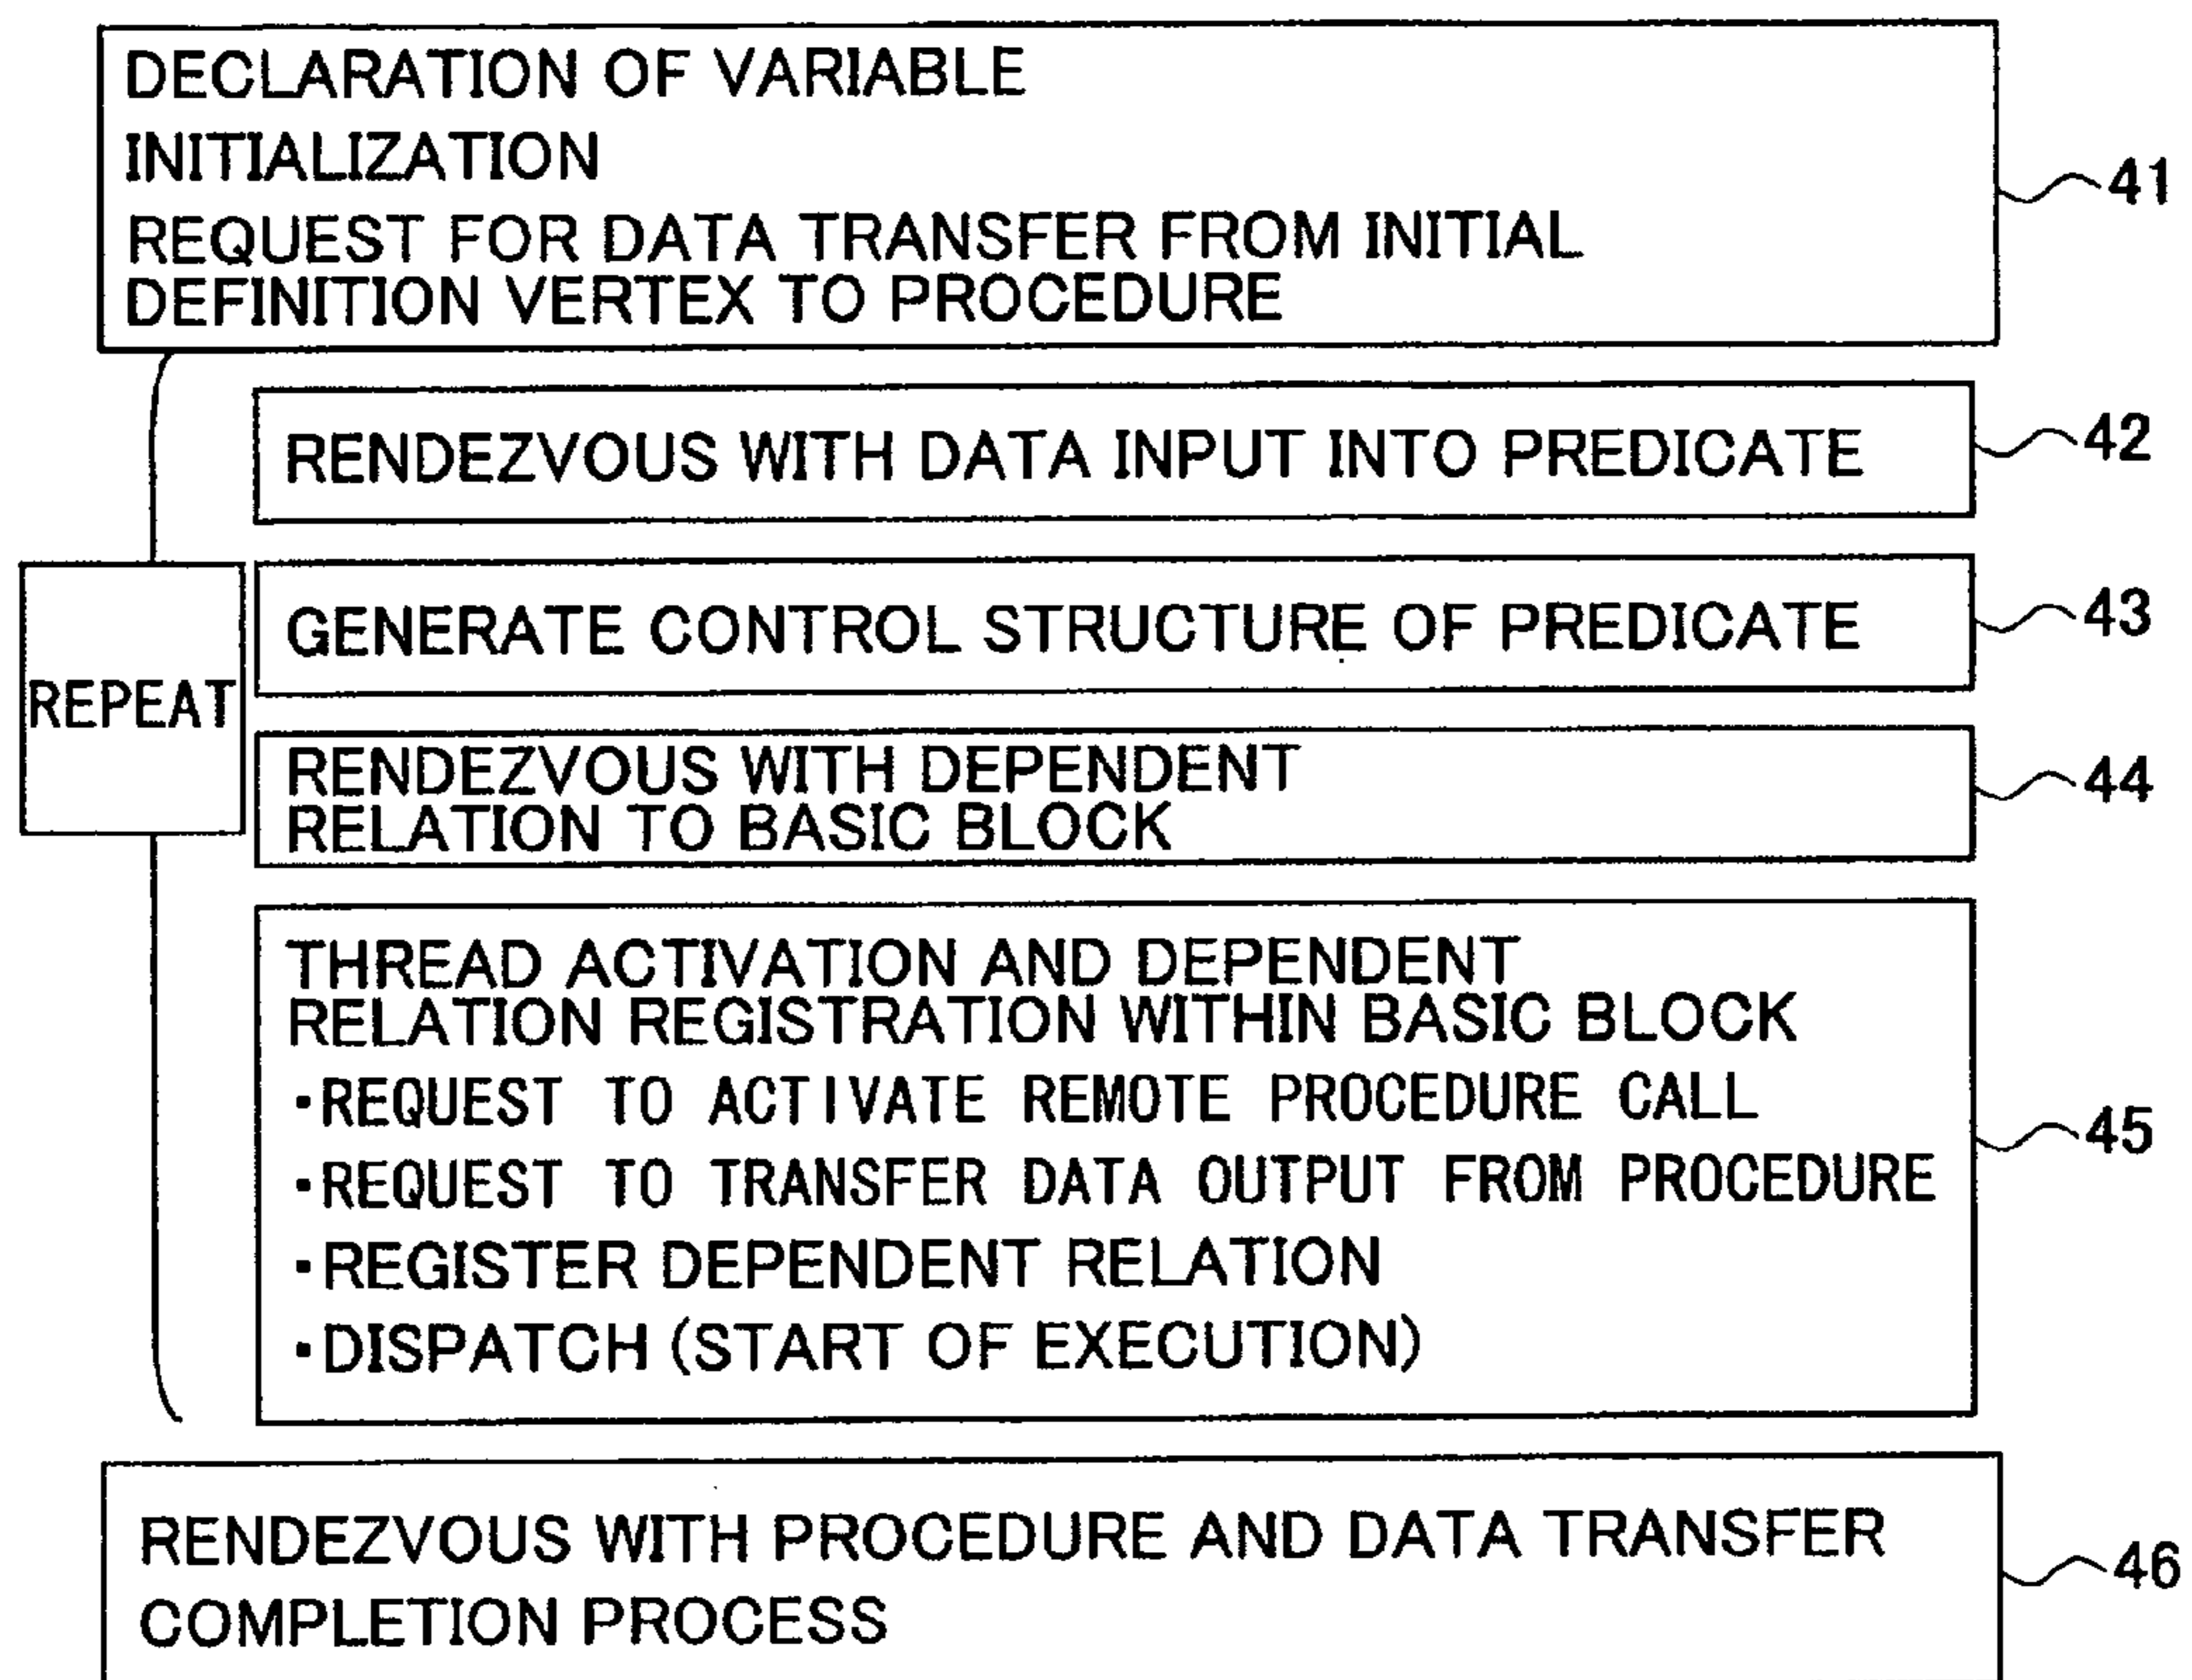 DECLARATION OF VARIABLE
INITIALIZATION
REQUEST FOR DATA TRANSFER FROM INITIAL
DEFINITION VERTEX TO PROCEDURE
41
RENDEZVOUS WITH DATA INPUT INTO PREDICATE
42
GENERATE CONTROL STRUCTURE OF PREDICATE
43
REPEAT
RENDEZVOUS WITH DEPENDENT
RELATION TO BASIC BLOCK
44
THREAD ACTIVATION AND DEPENDENT
RELATION REGISTRATION WITHIN BASIC BLOCK
・REQUEST TO ACTIVATE REMOTE PROCEDURE CALL
・REQUEST TO TRANSFER DATA OUTPUT FROM PROCEDURE
・REGISTER DEPENDENT RELATION
・DISPATCH (START OF EXECUTION)
45
RENDEZVOUS WITH PROCEDURE AND DATA TRANSFER
COMPLETION PROCESS
46